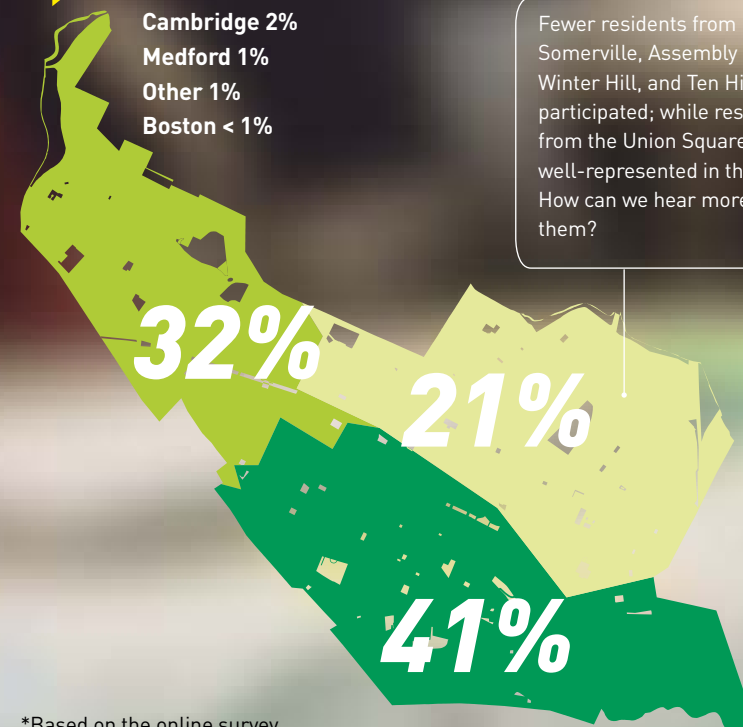 Cambridge 2%
Medford 1%
Other 1%
Boston < 1%
Fewer residents from
Somerville, Assembly
Winter Hill, and Ten
participated; while
from the Union Square
well-represented in
How can we hear more
them?
32%
21%
41%
*Based on the online survey